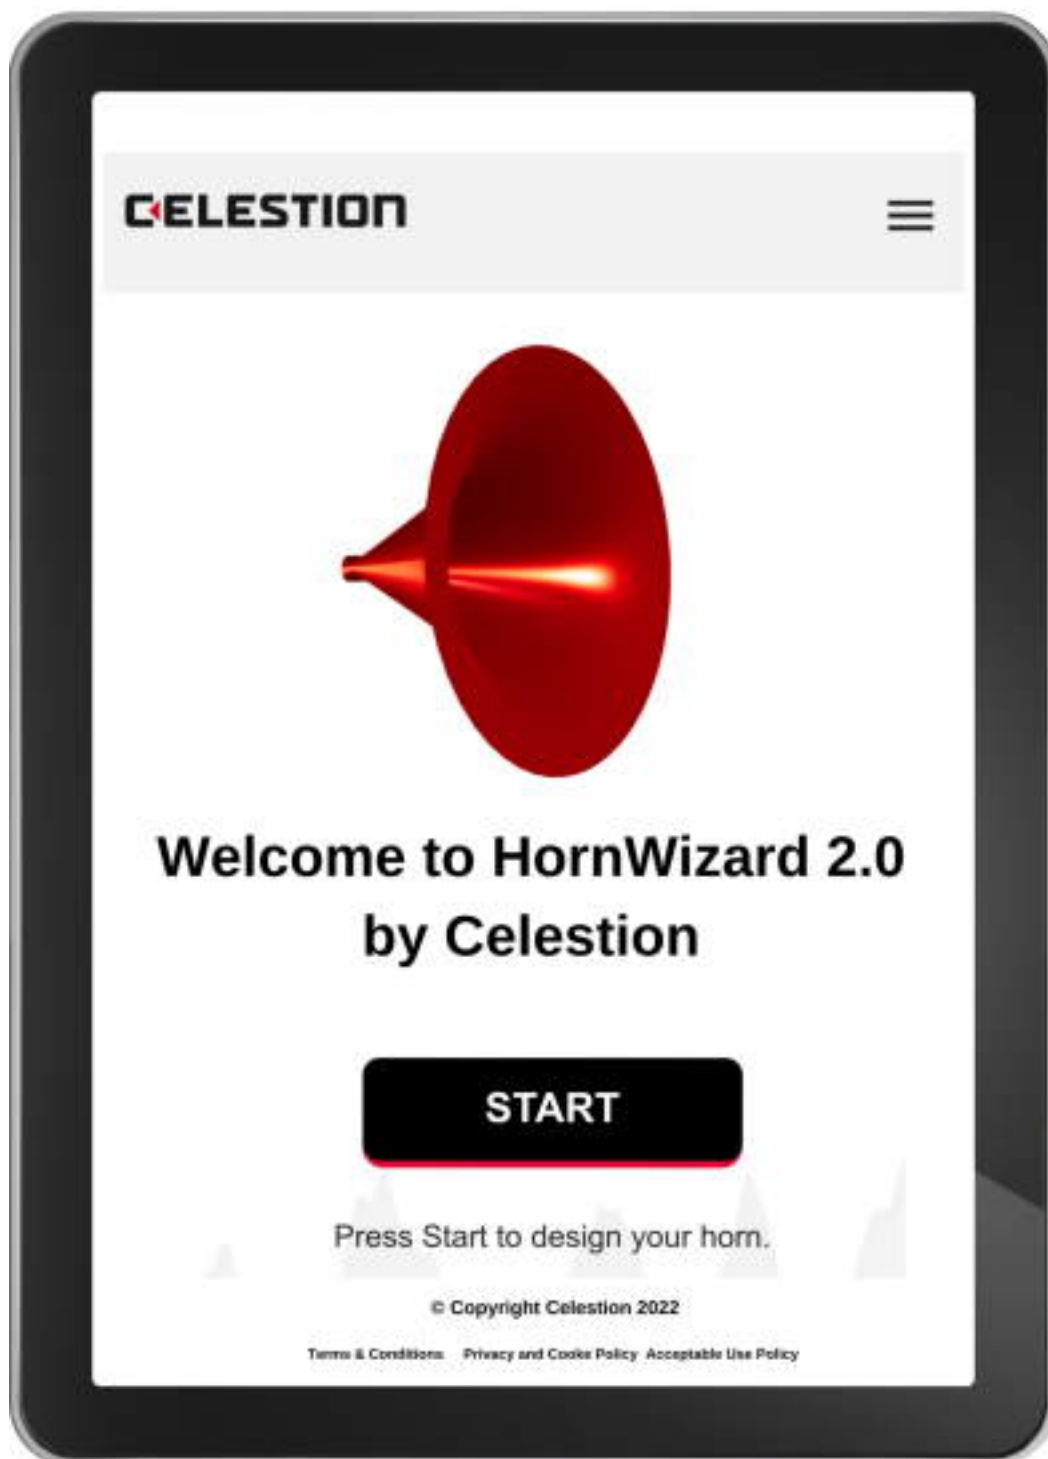 CELESTION
Welcome to HornWizard 2.0
by Celestion
START
Press Start to design your horn.
© Copyright Celestion 2022
Terms & Conditions Privacy and Cooke Policy Acceptable Use Policy